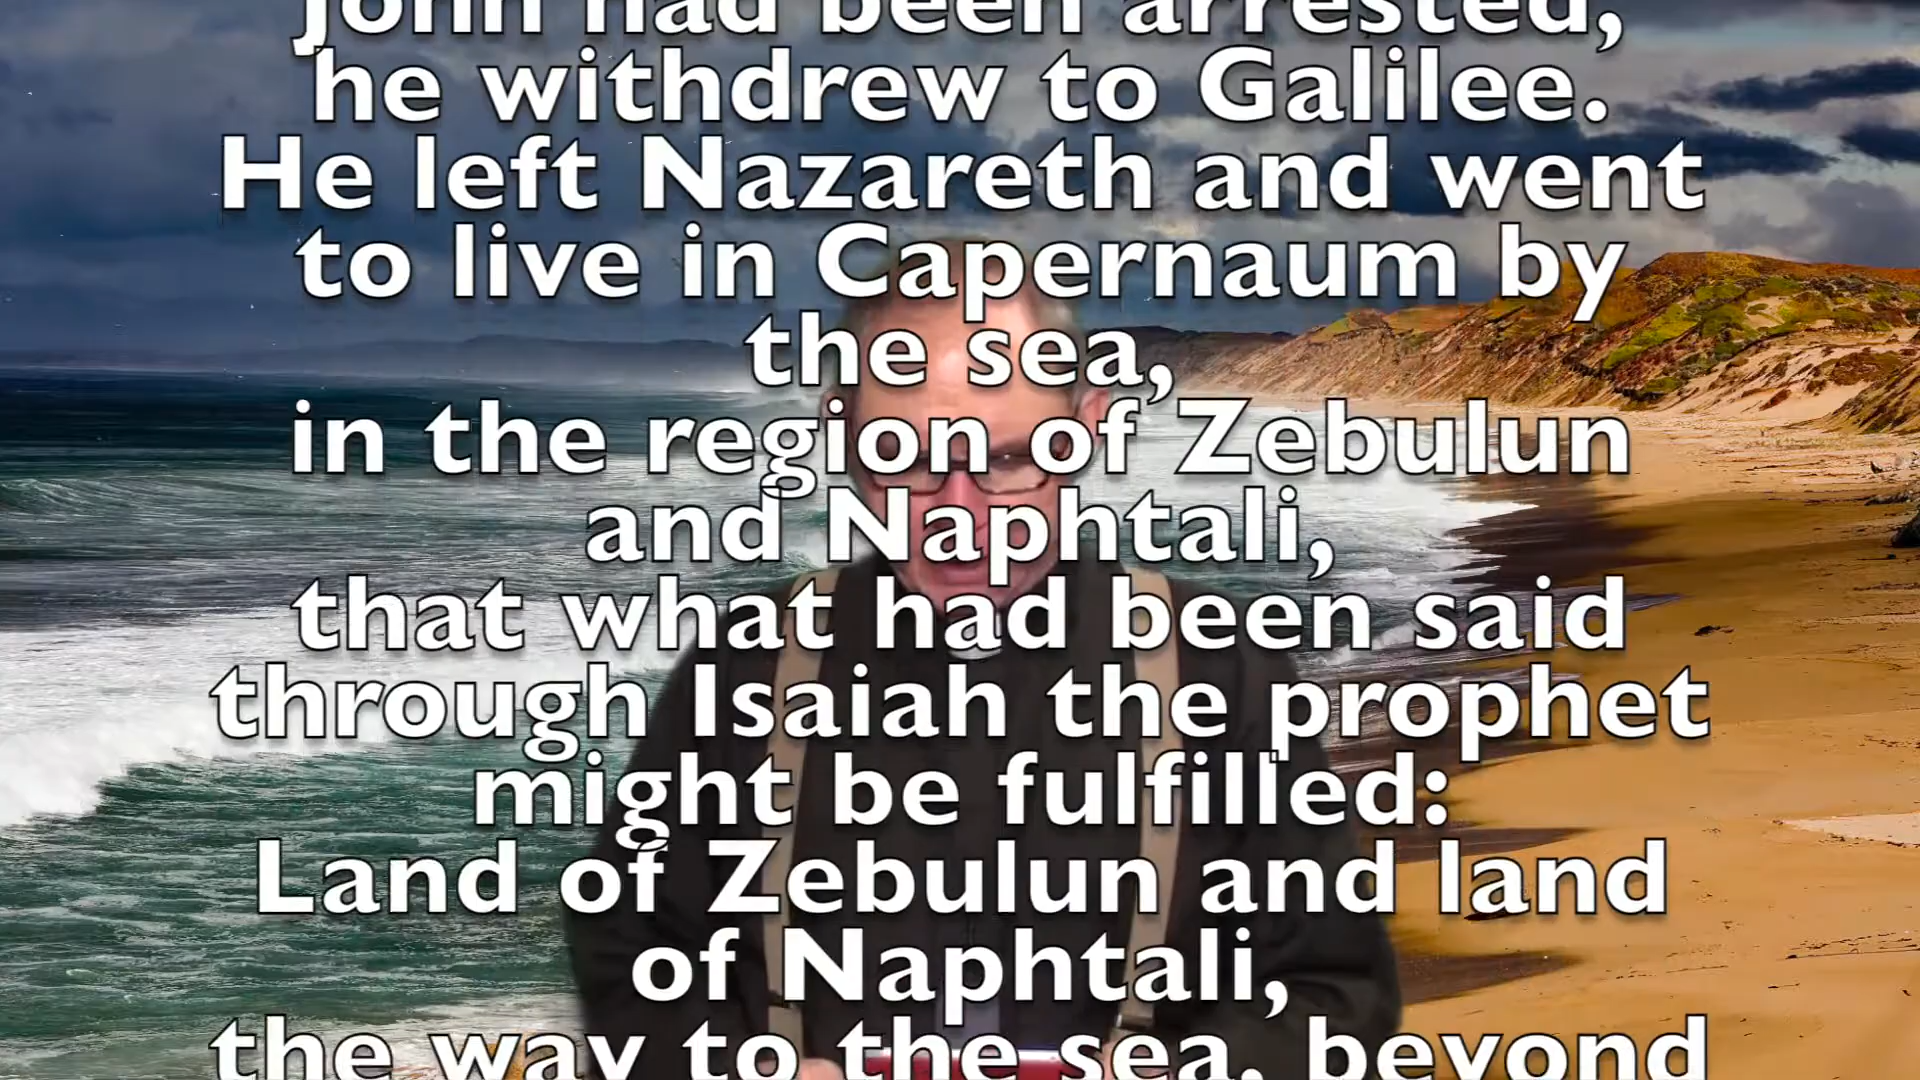 John had been arrested,
he withdrew to Galilee.
He left Nazareth and went
to live in Capernaum by
the sea,
in the region of Zebulun
and Naphtali,
that what had been said
through Isaiah the prophet
might be fulfilled:
Land of Zebulun and land
of Naphtali,
the way to the sea, beyond